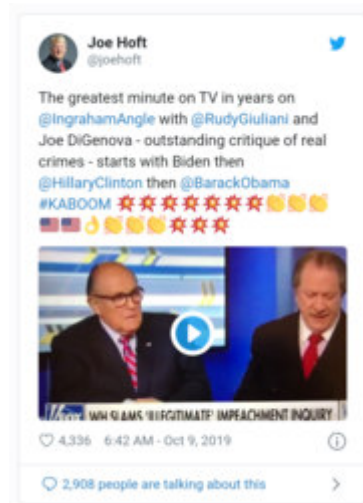 Joe Hoft
@joehoft
The greatest minute on TV in years on
@IngrahamAngle with @RudyGiuliani and
Joe DiGenova - outstanding critique of real
crimes - starts with Biden then
@HillaryClinton then @BarackObama
#KABOOM 💥💥💥💥💥💥💥👏👏👏
🇺🇸🇺🇸👌👏👏👏💥💥💥
FOX
WH SLAMS 'ILLEGITIMATE' IMPEACHMENT INQUIRY
4,336 6:42 AM - Oct 9, 2019
2,908 people are talking about this